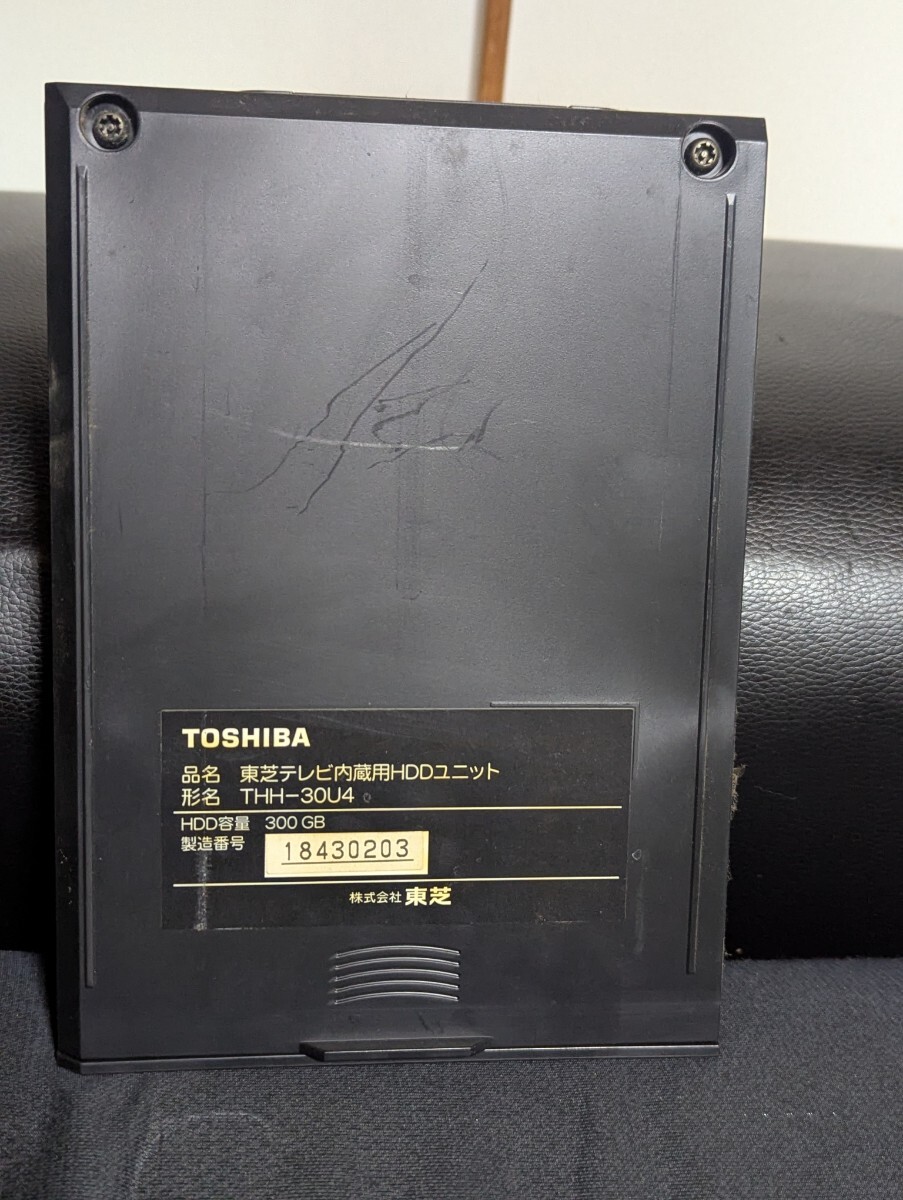 TOSHIBA
品名 東芝テレビ内蔵用HDDユニット
形名 THH-30U4
HDD容量 300 GB
製造番号 18430203
株式会社 東芝